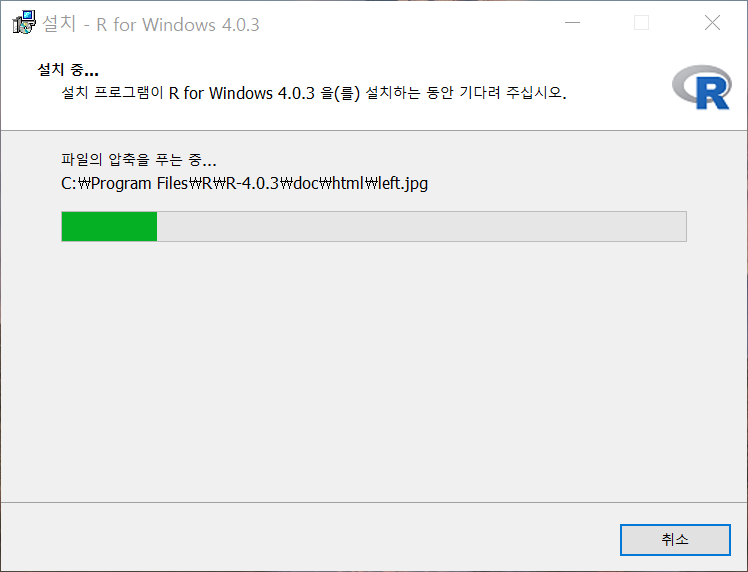 설치 - R for Windows 4.0.3
설치 중...
설치 프로그램이 R for Windows 4.0.3 을(를) 설치하는 동안 기다려 주십시오.
R
파일의 압축을 푸는 중...
C:₩Program Files₩R₩R-4.0.3₩doc₩html₩left.jpg
취소